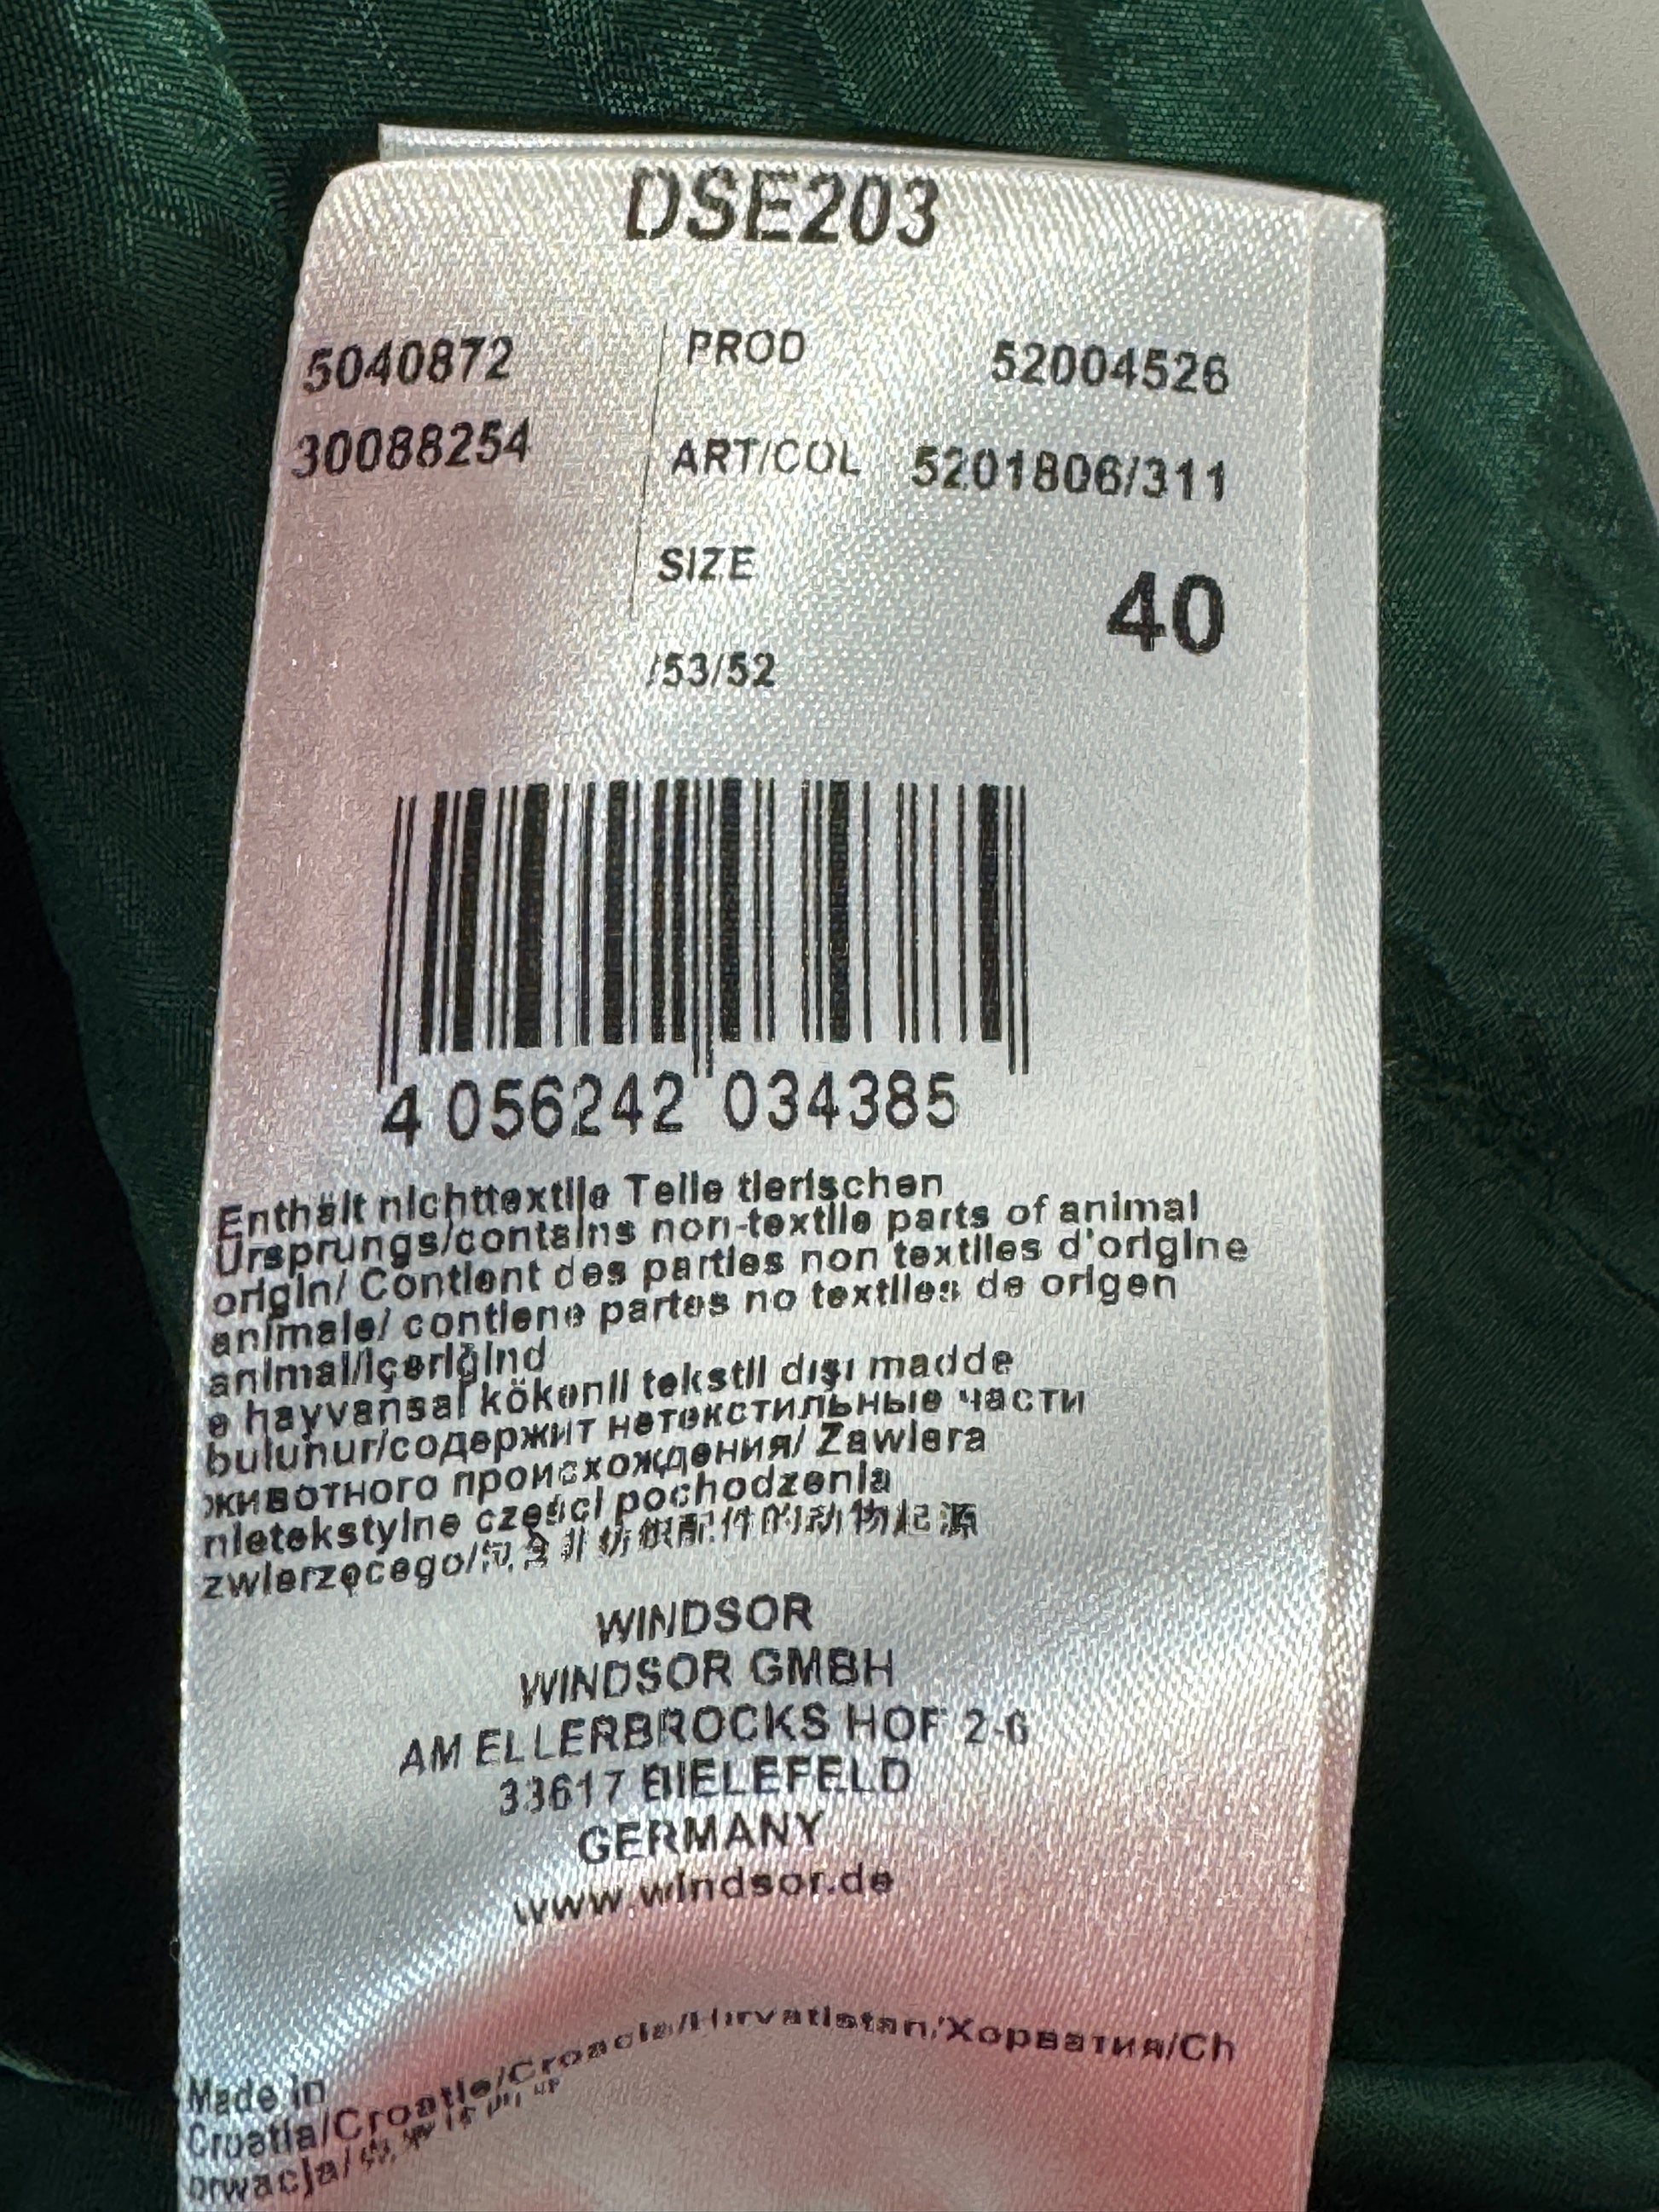 DSE203
5040872 PROD 52004526
30088254 ART/COL 5201806/311
SIZE 40
/53/52
4 056242 034385
Enthält nichttextile Teile tierischen
Ursprungs/contains non-textile parts of animal
origin/ Contient des parties non textiles d'origine
animale/ contiene partes no textiles de origen
animal/içeriğind
e hayvansal kökenli tekstil dışı madde
bulunur/содержит нетекстильные части
животного происхождения/ Zawiera
nietekstylne części pochodzenia
zwierzęcego/
WINDSOR
WINDSOR GMBH
AM ELLERBROCKS HOF 2-6
33617 BIELEFELD
GERMANY
www.windsor.de
Made in
Croatia/Croatie/Croacia/Hırvatistan/Хорватия/Ch
orwacja/